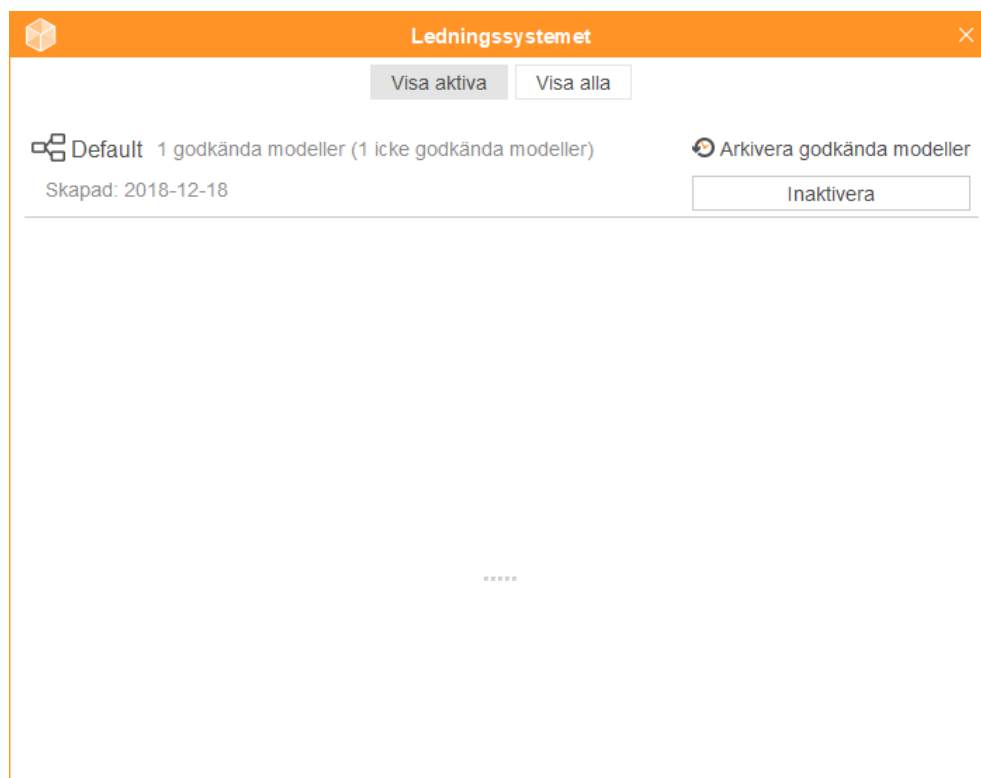 Ledningssystemet
Visa aktiva Visa alla
Default 1 godkända modeller (1 icke godkända modeller) Arkivera godkända modeller
Skapad: 2018-12-18 Inaktivera